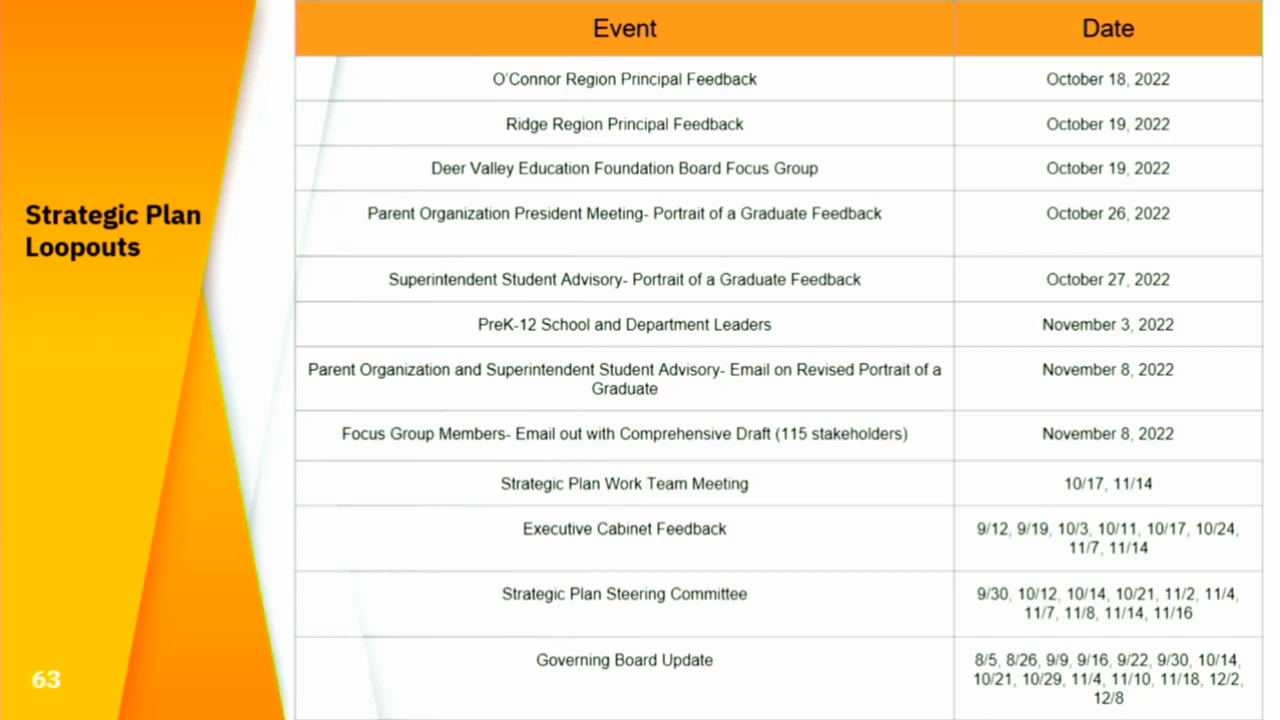 Strategic Plan
Loopouts
Event Date
O'Connor Region Principal Feedback October 18, 2022
Ridge Region Principal Feedback October 19, 2022
Deer Valley Education Foundation Board Focus Group October 19, 2022
Parent Organization President Meeting- Portrait of a Graduate Feedback October 26, 2022
Superintendent Student Advisory- Portrait of a Graduate Feedback October 27, 2022
PreK-12 School and Department Leaders November 3, 2022
Parent Organization and Superintendent Student Advisory- Email on Revised Portrait of a
Graduate
November 8, 2022
Focus Group Members- Email out with Comprehensive Draft (115 stakeholders) November 8, 2022
Strategic Plan Work Team Meeting 10/17, 11/14
Executive Cabinet Feedback 9/12, 9/19, 10/3, 10/11, 10/17, 10/24,
11/7, 11/14
Strategic Plan Steering Committee 9/30, 10/12, 10/14, 10/21, 11/2, 11/4,
11/7, 11/8, 11/14, 11/16
Governing Board Update 8/5, 8/26, 9/9, 9/16, 9/22, 9/30, 10/14,
10/21, 10/29, 11/4, 11/10, 11/18, 12/2,
12/8
63